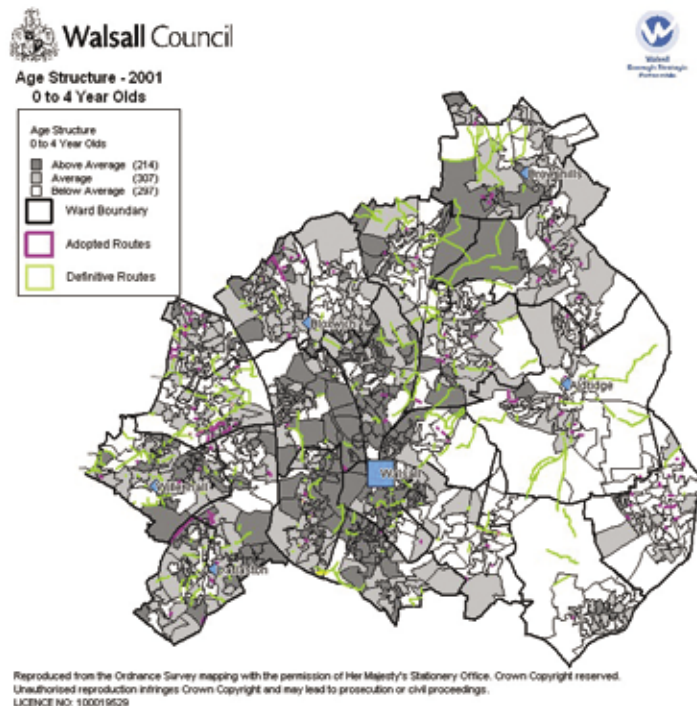 Walsall Council
Walsall
Borough Strategic
Partnership
Age Structure - 2001
0 to 4 Year Olds
Age Structure
0 to 4 Year Olds
Above Average (214)
Average (307)
Below Average (297)
Ward Boundary
Adopted Routes
Definitive Routes
Brownhills
Aldridge
Reproduced from the Ordnance Survey mapping with the permission of Her Majesty's Stationery Office. Crown Copyright reserved.
Unauthorised reproduction infringes Crown Copyright and may lead to prosecution or civil proceedings.
LICENCE NO: 100019529